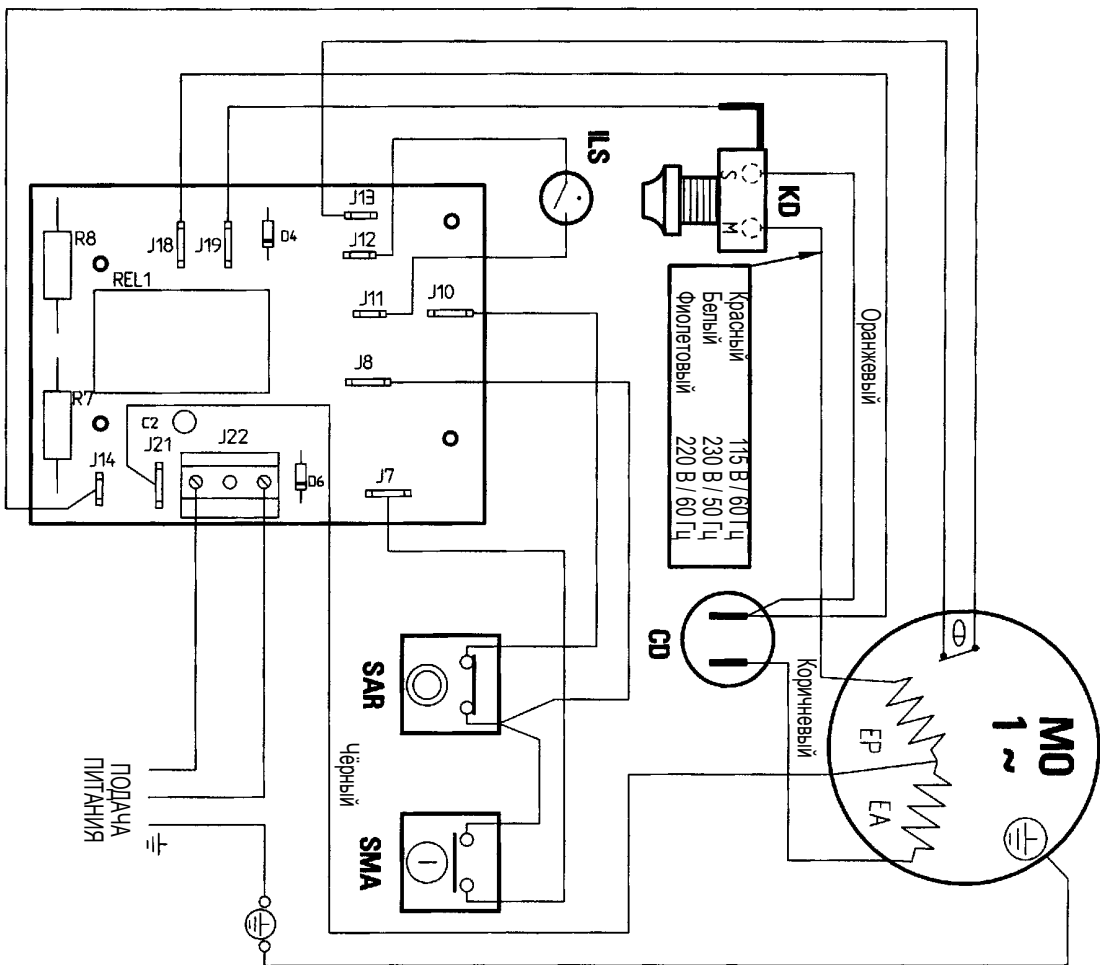 ILS
KD
S
M
J13
J12
J18
J19
D4
R8
REL1
J11
J10
J8
R7
C2
J21
J22
J14
D6
J7
Красный 115 В / 60 Гц
Белый 230 В / 50 Гц
Фиолетовый 220 В / 60 Гц
Оранжевый
CD
Коричневый
MO
1 ~
EP
EA
SAR
Чёрный
SMA
ПОДАЧА
ПИТАНИЯ